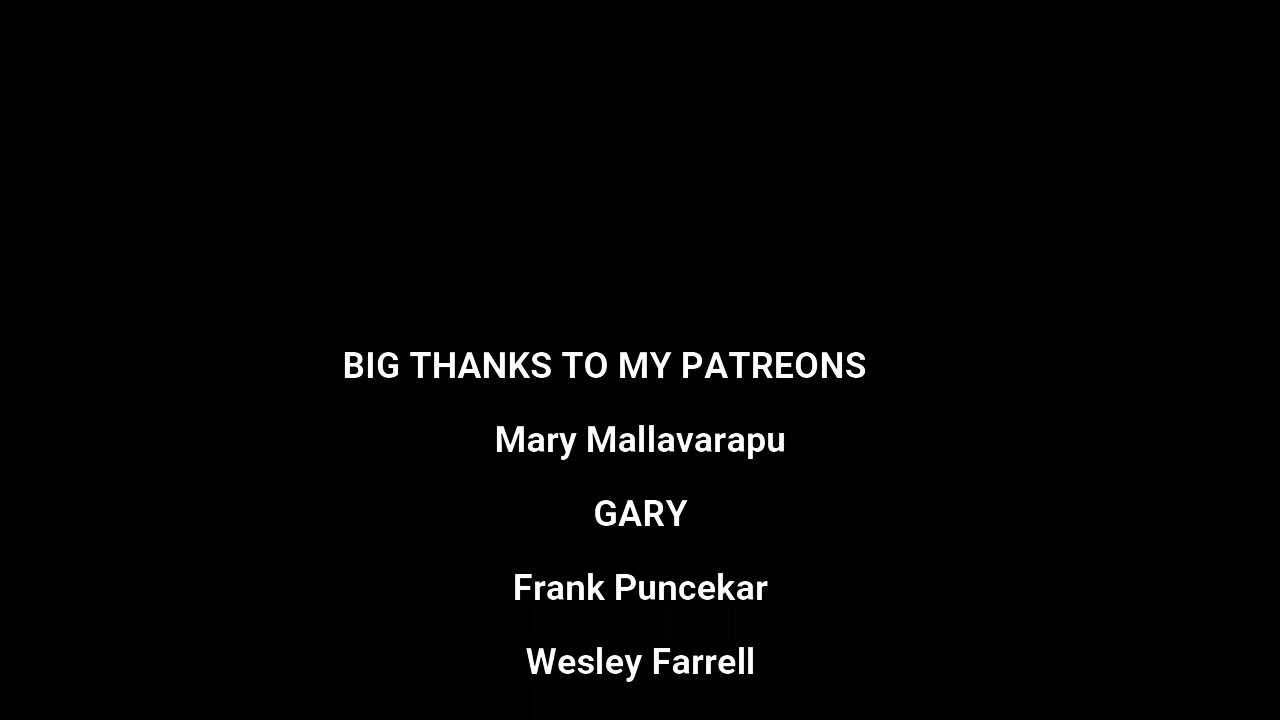 BIG THANKS TO MY PATREONS
Mary Mallavarapu
GARY
Frank Puncekar
Wesley Farrell